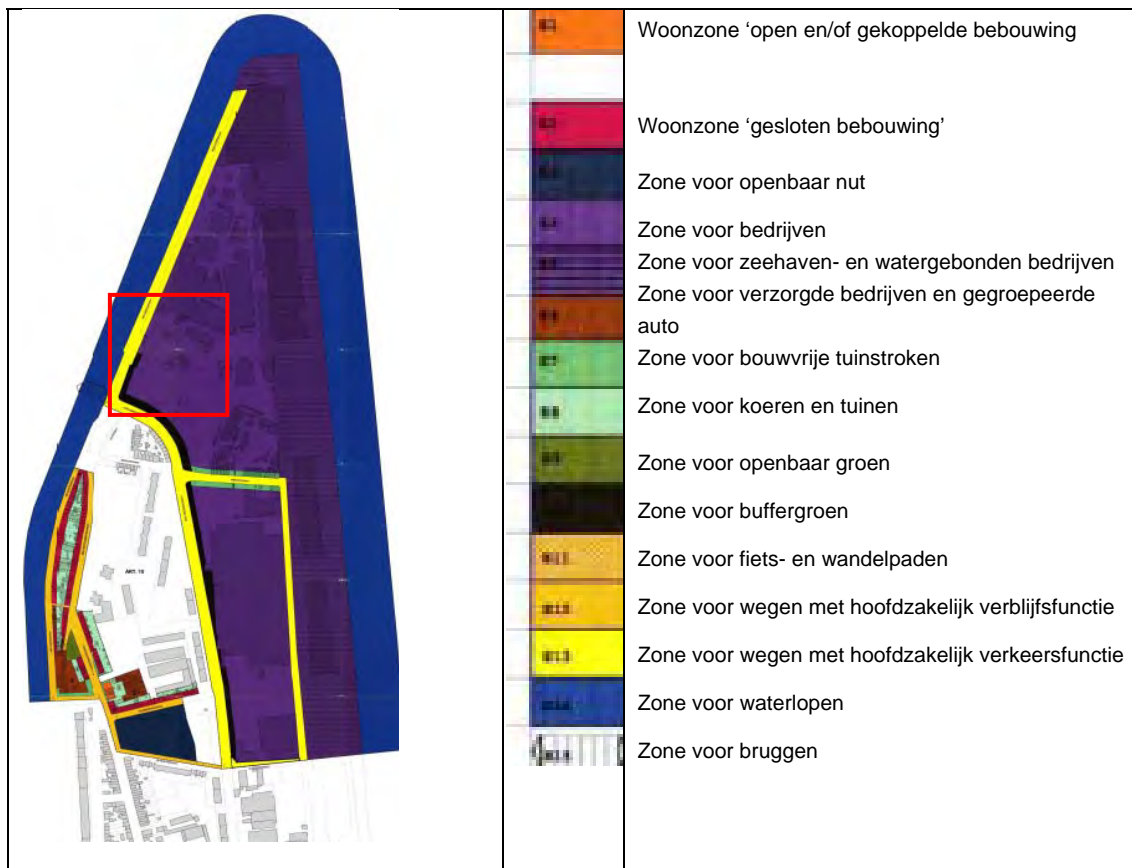 Woonzone ‘open en/of gekoppelde bebouwing
Woonzone ‘gesloten bebouwing’
Zone voor openbaar nut
Zone voor bedrijven
Zone voor zeehaven- en watergebonden bedrijven
Zone voor verzorgde bedrijven en gegroepeerde
auto
Zone voor bouwvrije tuinstroken
Zone voor koeren en tuinen
Zone voor openbaar groen
Zone voor buffergroen
Zone voor fiets- en wandelpaden
Zone voor wegen met hoofdzakelijk verblijfsfunctie
Zone voor wegen met hoofdzakelijk verkeersfunctie
Zone voor waterlopen
Zone voor bruggen